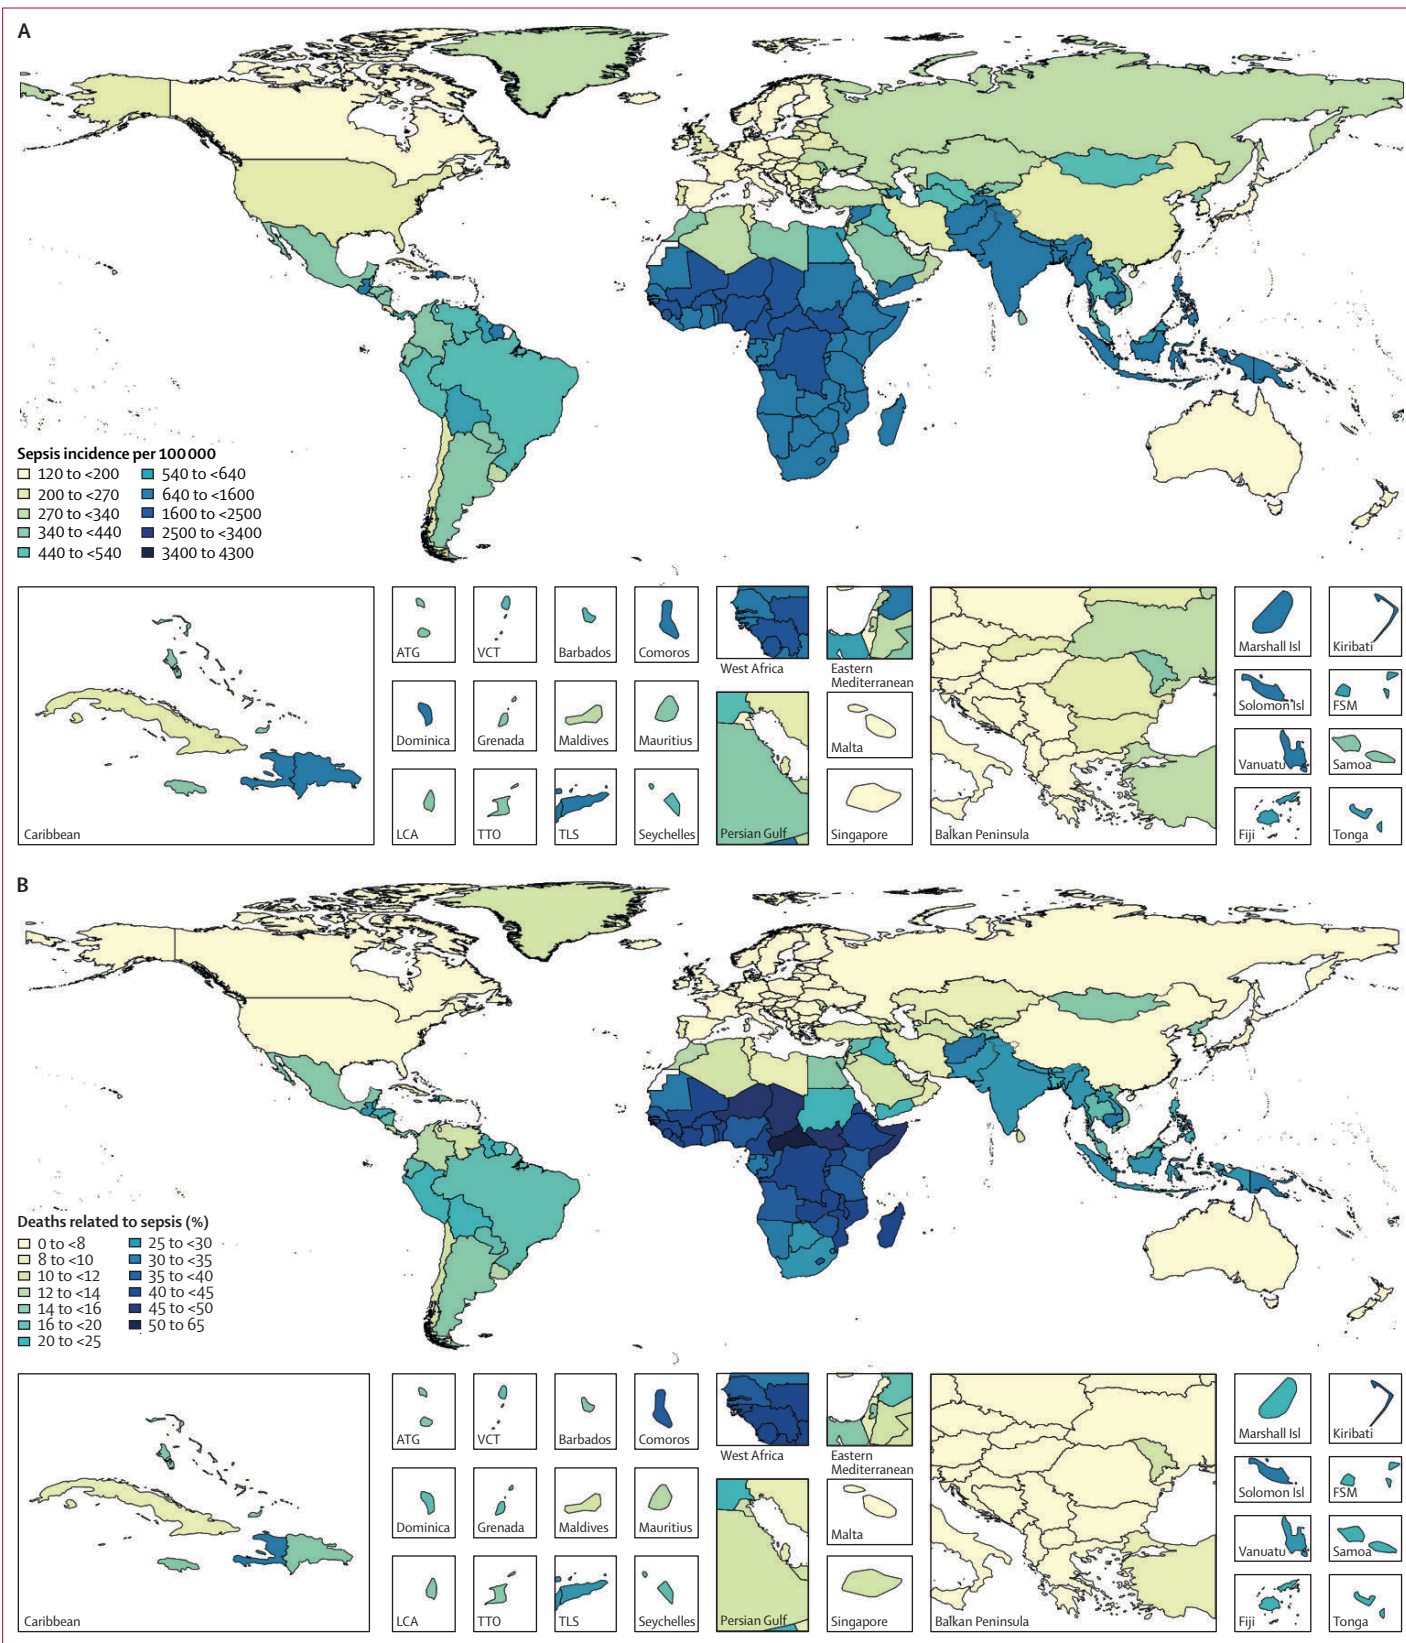 A
Sepsis incidence per 100 000
120 to <200
200 to <270
270 to <340
340 to <440
440 to <540
540 to <640
640 to <1600
1600 to <2500
2500 to <3400
3400 to 4300
Caribbean
ATG
VCT
Barbados
Comoros
Dominica
Grenada
Maldives
Mauritius
LCA
TTO
TLS
Seychelles
West Africa
Eastern
Mediterranean
Persian Gulf
Malta
Singapore
Balkan Peninsula
Marshall Isl
Kiribati
Solomon Isl
FSM
Vanuatu
Samoa
Fiji
Tonga
B
Deaths related to sepsis (%)
0 to <8
8 to <10
10 to <12
12 to <14
14 to <16
16 to <20
20 to <25
25 to <30
30 to <35
35 to <40
40 to <45
45 to <50
50 to 65
Caribbean
ATG
VCT
Barbados
Comoros
Dominica
Grenada
Maldives
Mauritius
LCA
TTO
TLS
Seychelles
West Africa
Eastern
Mediterranean
Persian Gulf
Malta
Singapore
Balkan Peninsula
Marshall Isl
Kiribati
Solomon Isl
FSM
Vanuatu
Samoa
Fiji
Tonga